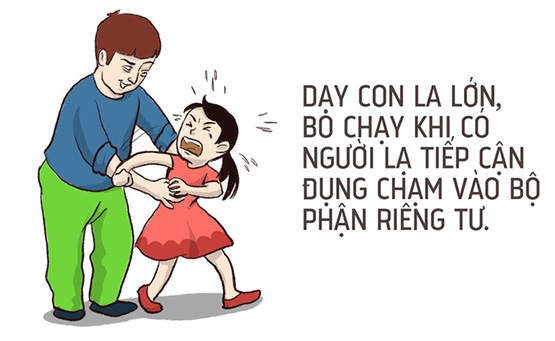 DẠY CON LA LỚN,
BỎ CHẠY KHI CÓ
NGƯỜI LẠ TIẾP CẬN
ĐỤNG CHẠM VÀO BỘ
PHẬN RIÊNG TƯ.